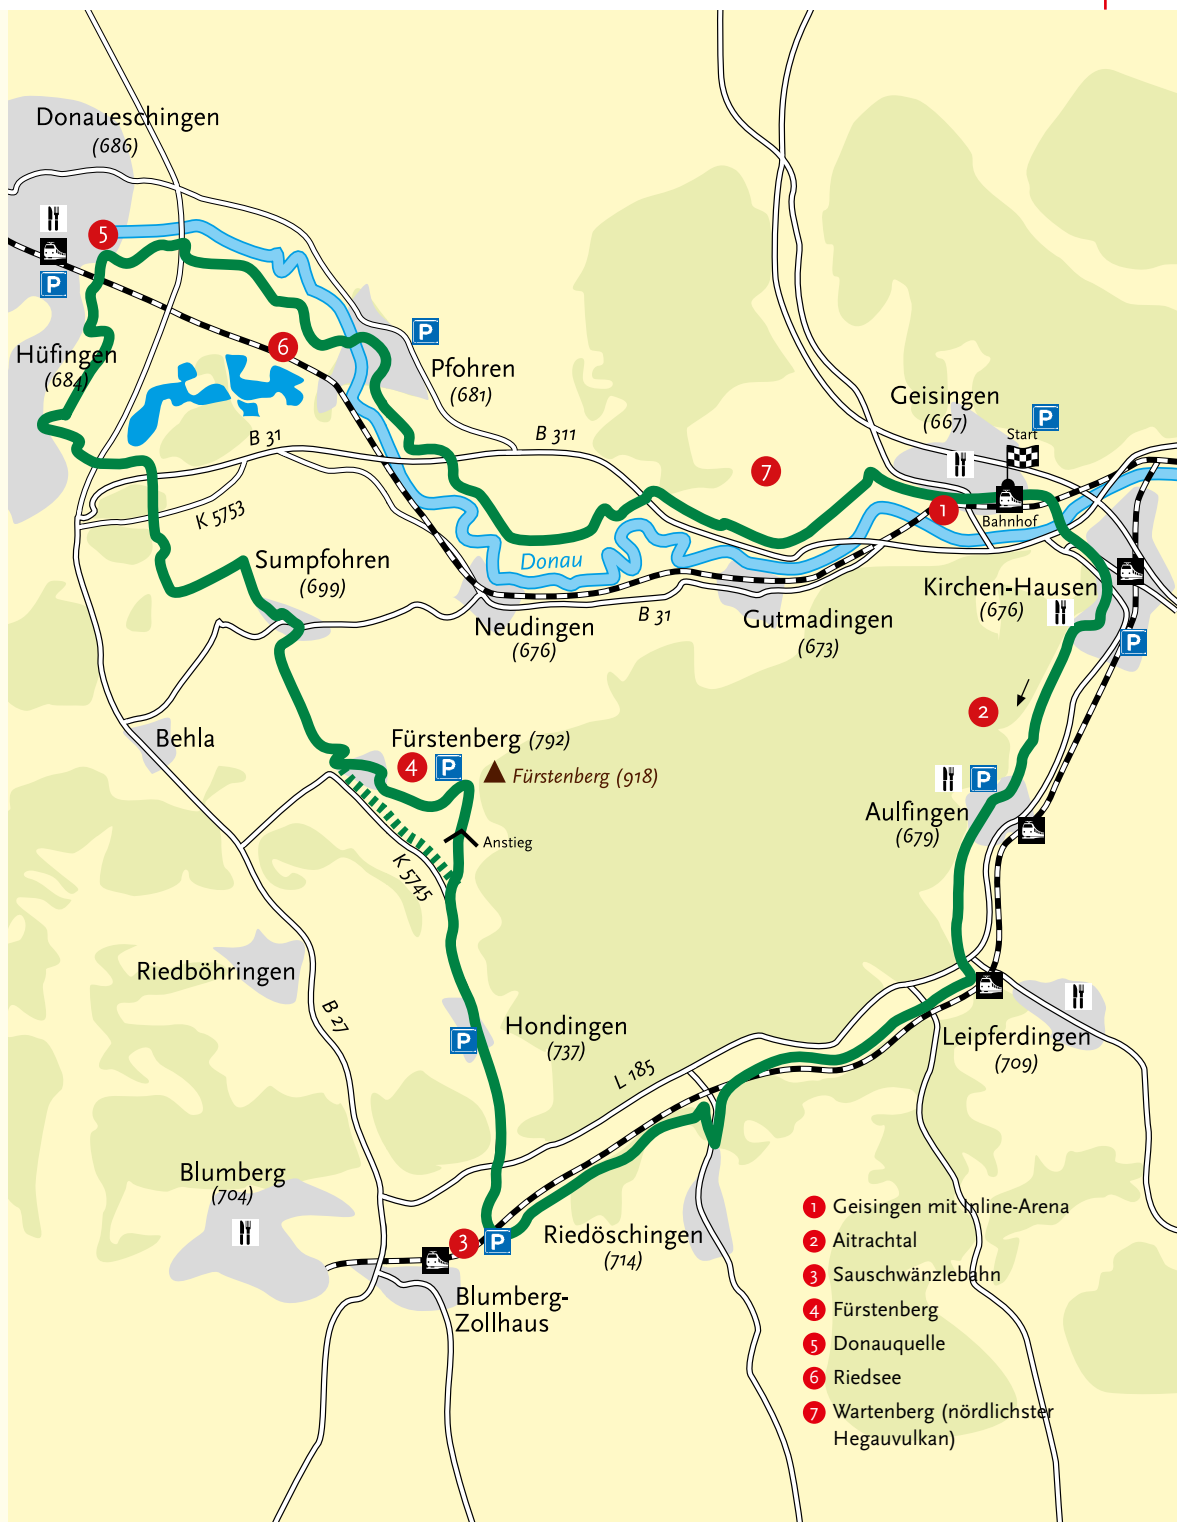 Donaueschingen
(686)
5
P
6
P
Hüfingen
(684)
Pfohren
(681)
B 31
B 311
K 5753
7
Geisingen
(667)
P
Start
1
Bahnhof
Donau
Sumpfohren
(699)
Neudingen
(676)
B 31
Gutmadingen
(673)
Kirchen-Hausen
(676)
P
2
Behla
Fürstenberg (792)
4
P
Fürstenberg (918)
Anstieg
K 5745
P
Aulfingen
(679)
Riedböhringen
B 27
Hondingen
(737)
P
L 185
Leipferdingen
(709)
Blumberg
(704)
3
P
Riedöschingen
(714)
Blumberg-
Zollhaus
1 Geisingen mit Inline-Arena
2 Aitrachtal
3 Sauschwänzlebahn
4 Fürstenberg
5 Donauquelle
6 Riedsee
7 Wartenberg (nördlichster
Hegauvulkan)